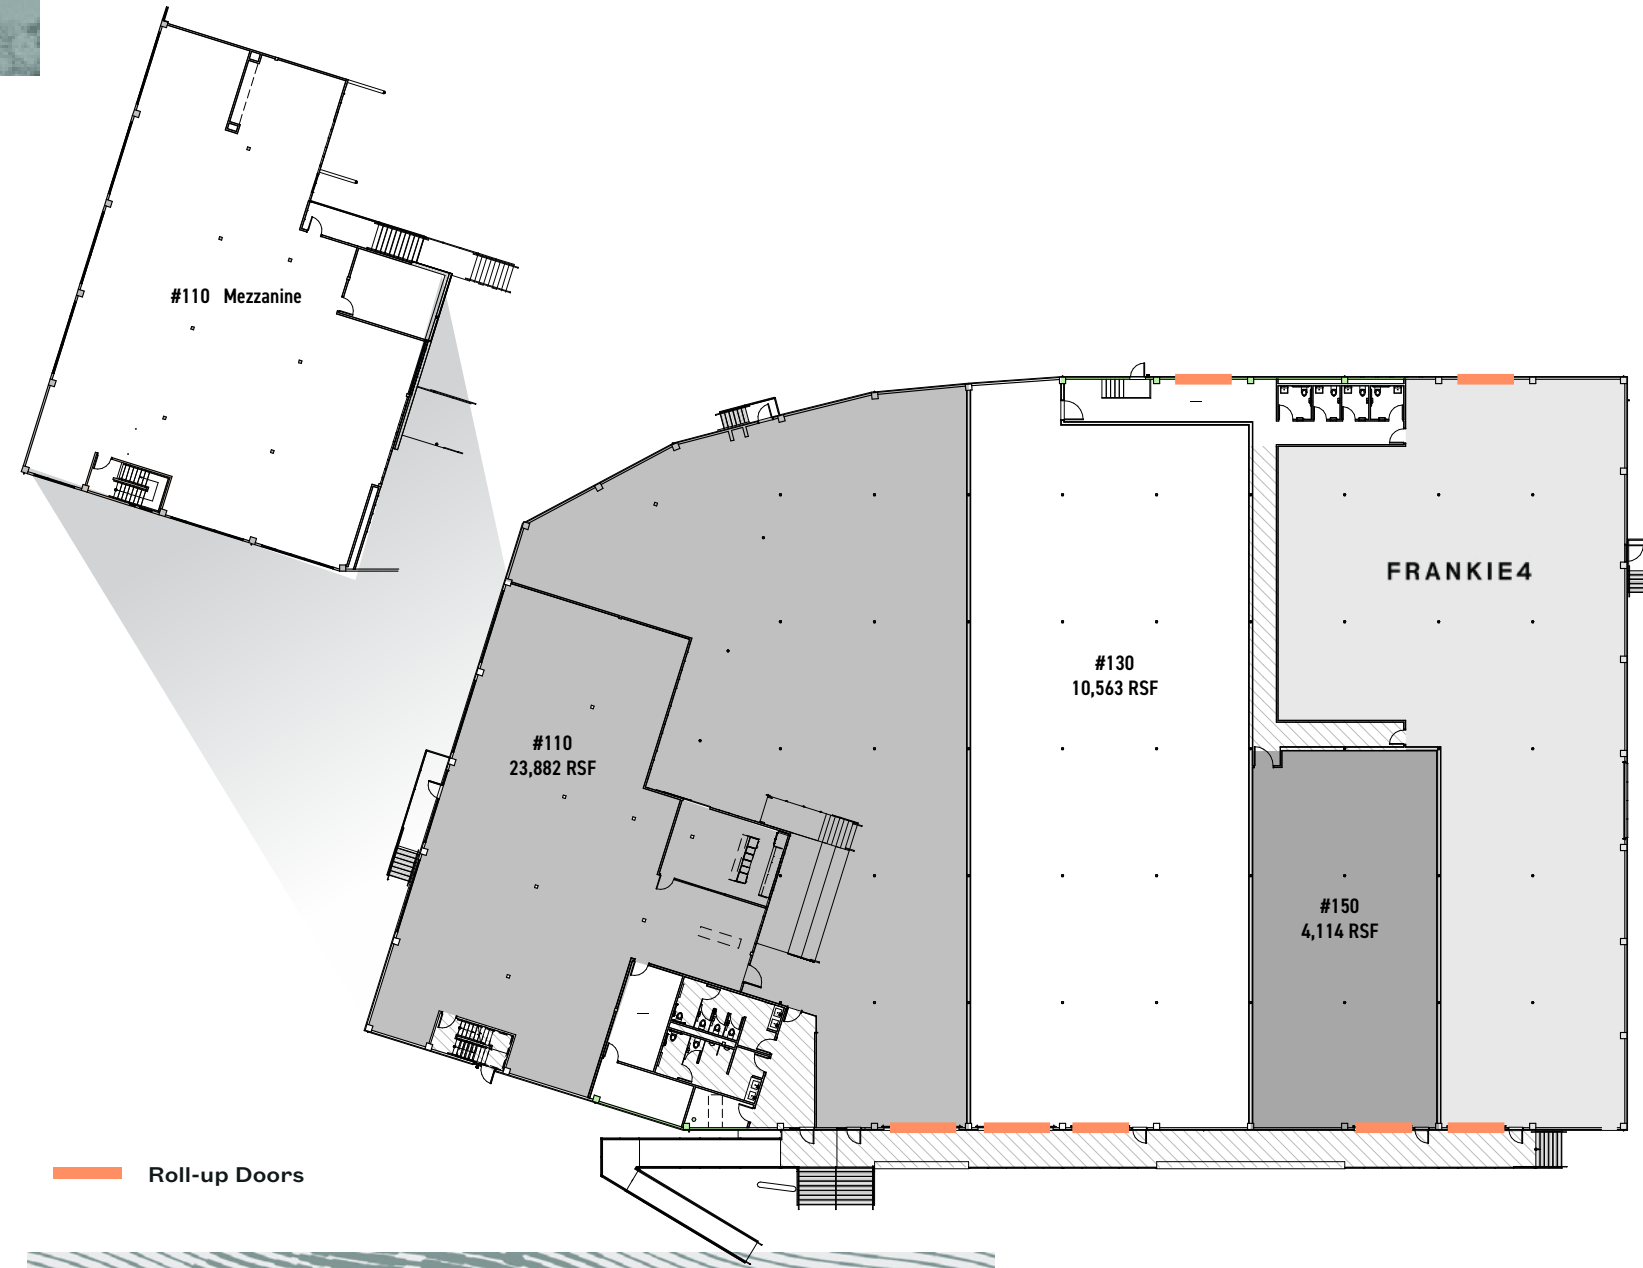 #110 Mezzanine
FRANKIE4
#130
10,563 RSF
#110
23,882 RSF
#150
4,114 RSF
Roll-up Doors